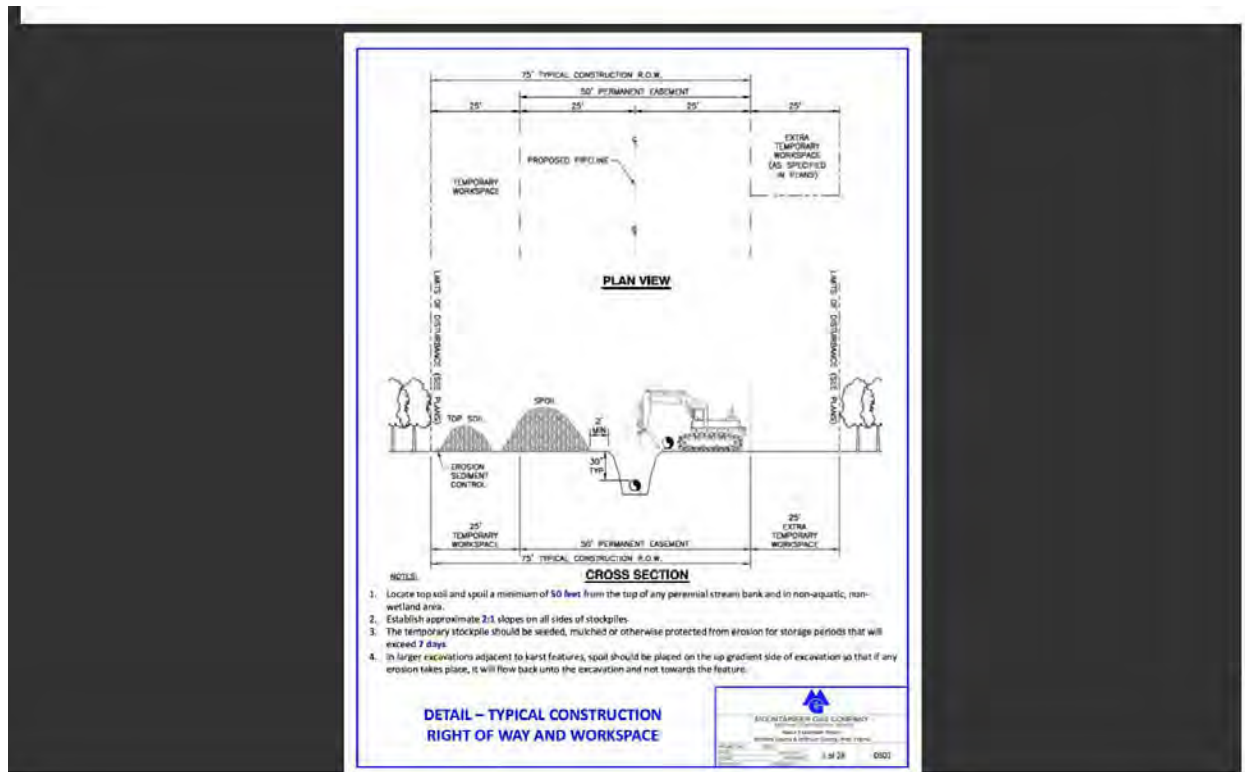 75' TYPICAL CONSTRUCTION R.O.W.
50' PERMANENT EASEMENT
25' 25' 25' 25'
PROPOSED PIPELINE
TEMPORARY
WORKSPACE
EXTRA
TEMPORARY
WORKSPACE
(AS SPECIFIED
IN PLANS)
PLAN VIEW
LIMITS OF DISTURBANCE (SEE PLANS)
LIMITS OF DISTURBANCE (SEE PLANS)
TOP SOIL
SPOIL
2'
MIN
30"
TYP
EROSION
SEDIMENT
CONTROL
25'
TEMPORARY
WORKSPACE
50' PERMANENT EASEMENT
25'
EXTRA
TEMPORARY
WORKSPACE
75' TYPICAL CONSTRUCTION R.O.W.
CROSS SECTION
NOTES:
1. Locate top soil and spoil a minimum of 50 feet from the top of any perennial stream bank and in non-aquatic, non-
wetland area.
2. Establish approximate 2:1 slopes on all sides of stockpiles
3. The temporary stockpile should be seeded, mulched or otherwise protected from erosion for storage periods that will
exceed 7 days
4. In larger excavations adjacent to karst features, spoil should be placed on the up gradient side of excavation so that if any
erosion takes place, it will flow back unto the excavation and not towards the feature.
DETAIL – TYPICAL CONSTRUCTION
RIGHT OF WAY AND WORKSPACE
MOUNTAINEER GAS COMPANY
1 of 28